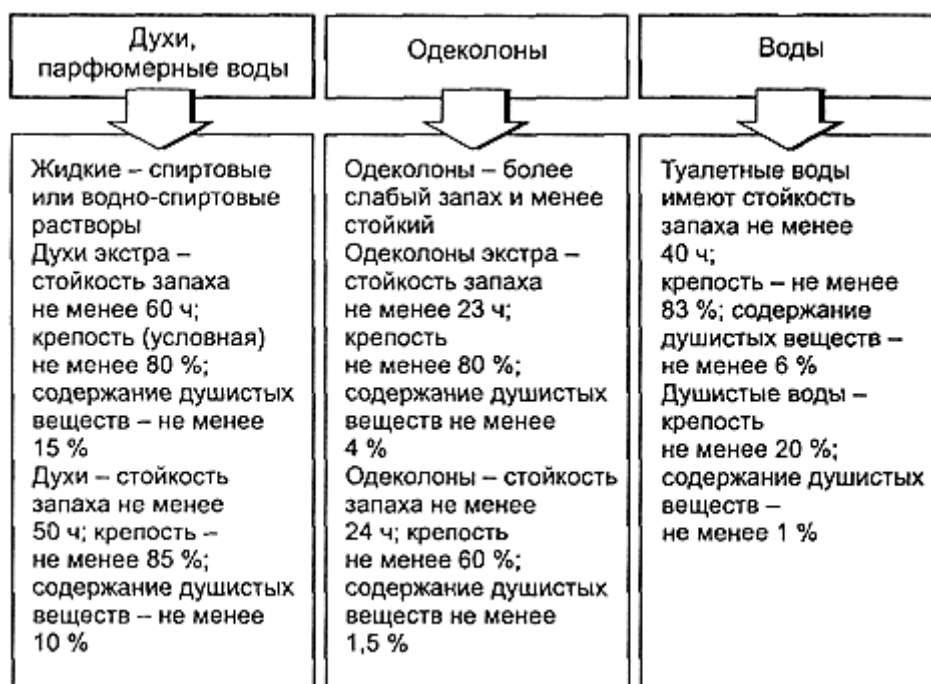 Духи,
парфюмерные воды
Жидкие – спиртовые
или водно-спиртовые
растворы
Духи экстра –
стойкость запаха
не менее 60 ч;
крепость (условная)
не менее 80 %;
содержание душистых
веществ – не менее
15 %
Духи – стойкость
запаха не менее
50 ч; крепость –
не менее 85 %;
содержание душистых
веществ – не менее
10 %
Одеколоны
Одеколоны – более
слабый запах и менее
стойкий
Одеколоны экстра –
стойкость запаха
не менее 23 ч;
крепость
не менее 80 %;
содержание душистых
веществ не менее
4 %
Одеколоны – стойкость
запаха не менее
24 ч; крепость
не менее 60 %;
содержание душистых
веществ не менее
1,5 %
Воды
Туалетные воды
имеют стойкость
запаха не менее
40 ч;
крепость – не менее
83 %; содержание
душистых веществ –
не менее 6 %
Душистые воды –
крепость
не менее 20 %;
содержание душистых
веществ –
не менее 1 %